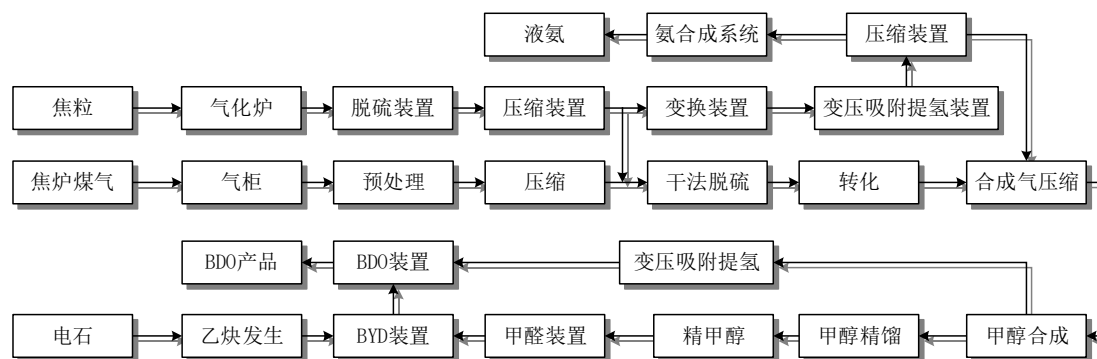 液氨 氨合成系统 压缩装置
焦粒 气化炉 脱硫装置 压缩装置 变换装置 变压吸附提氢装置
焦炉煤气 气柜 预处理 压缩 干法脱硫 转化 合成气压缩
BDO产品 BDO装置 变压吸附提氢
电石 乙炔发生 BYD装置 甲醛装置 精甲醇 甲醇精馏 甲醇合成